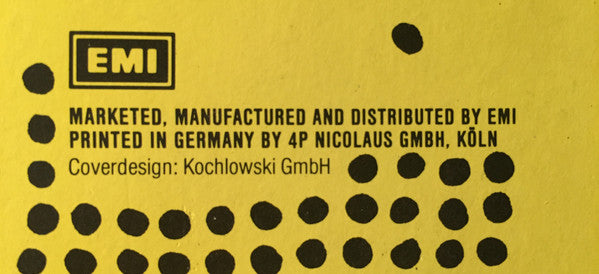 EMI
MARKETED, MANUFACTURED AND DISTRIBUTED BY EMI
PRINTED IN GERMANY BY 4P NICOLAUS GMBH, KÖLN
Coverdesign: Kochlowski GmbH